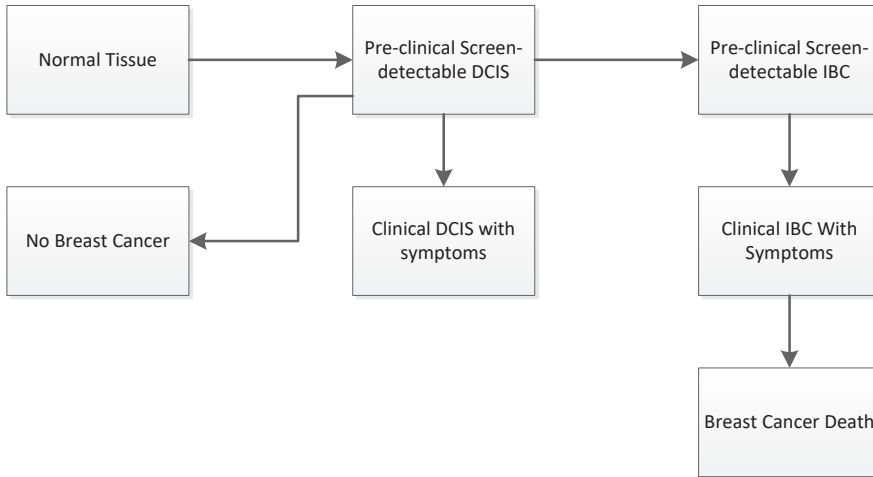 Normal Tissue
Pre-clinical Screen-
detectable DCIS
Pre-clinical Screen-
detectable IBC
No Breast Cancer
Clinical DCIS with
symptoms
Clinical IBC With
Symptoms
Breast Cancer Death